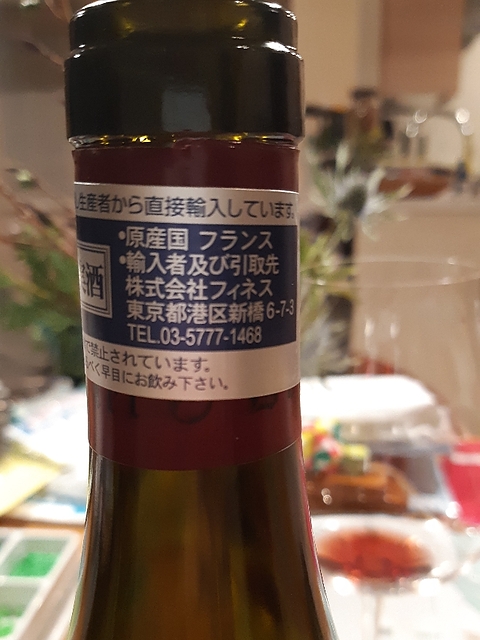 生産者から直接輸入しています。
•原産国 フランス
•輸入者及び引取先
株式会社フィネス
東京都港区新橋6-7-3
TEL.03-5777-1468
酒
で禁止されています。
べく早目にお飲み下さい。